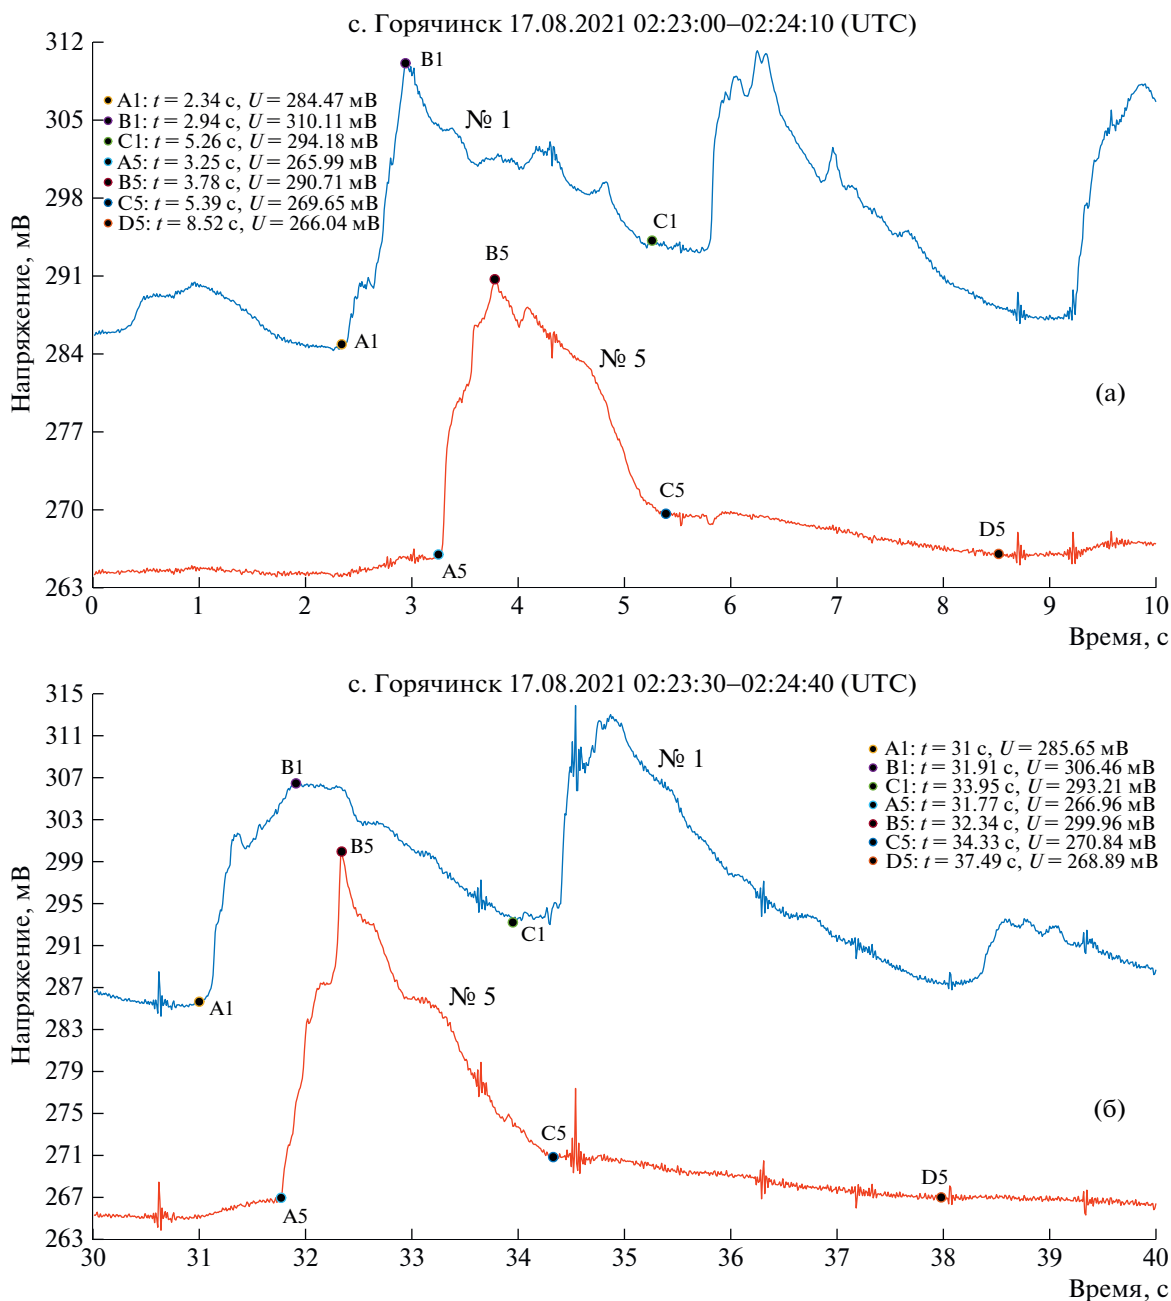 с. Горячинск 17.08.2021 02:23:00–02:24:10 (UTC)
312
305
298
291
284
277
270
263
Напряжение, мВ
A1: t = 2.34 с, U = 284.47 мВ
B1: t = 2.94 с, U = 310.11 мВ
C1: t = 5.26 с, U = 294.18 мВ
A5: t = 3.25 с, U = 265.99 мВ
B5: t = 3.78 с, U = 290.71 мВ
C5: t = 5.39 с, U = 269.65 мВ
D5: t = 8.52 с, U = 266.04 мВ
B1
№ 1
C1
B5
A1
№ 5
(а)
C5
D5
A5
0 1 2 3 4 5 6 7 8 9 10
Время, с
с. Горячинск 17.08.2021 02:23:30–02:24:40 (UTC)
315
311
307
303
299
295
291
287
283
279
275
271
267
263
Напряжение, мВ
A1: t = 31 с, U = 285.65 мВ
B1: t = 31.91 с, U = 306.46 мВ
C1: t = 33.95 с, U = 293.21 мВ
A5: t = 31.77 с, U = 266.96 мВ
B5: t = 32.34 с, U = 299.96 мВ
C5: t = 34.33 с, U = 270.84 мВ
D5: t = 37.49 с, U = 268.89 мВ
№ 1
B1
B5
C1
A1
№ 5
(б)
C5
D5
A5
30 31 32 33 34 35 36 37 38 39 40
Время, с